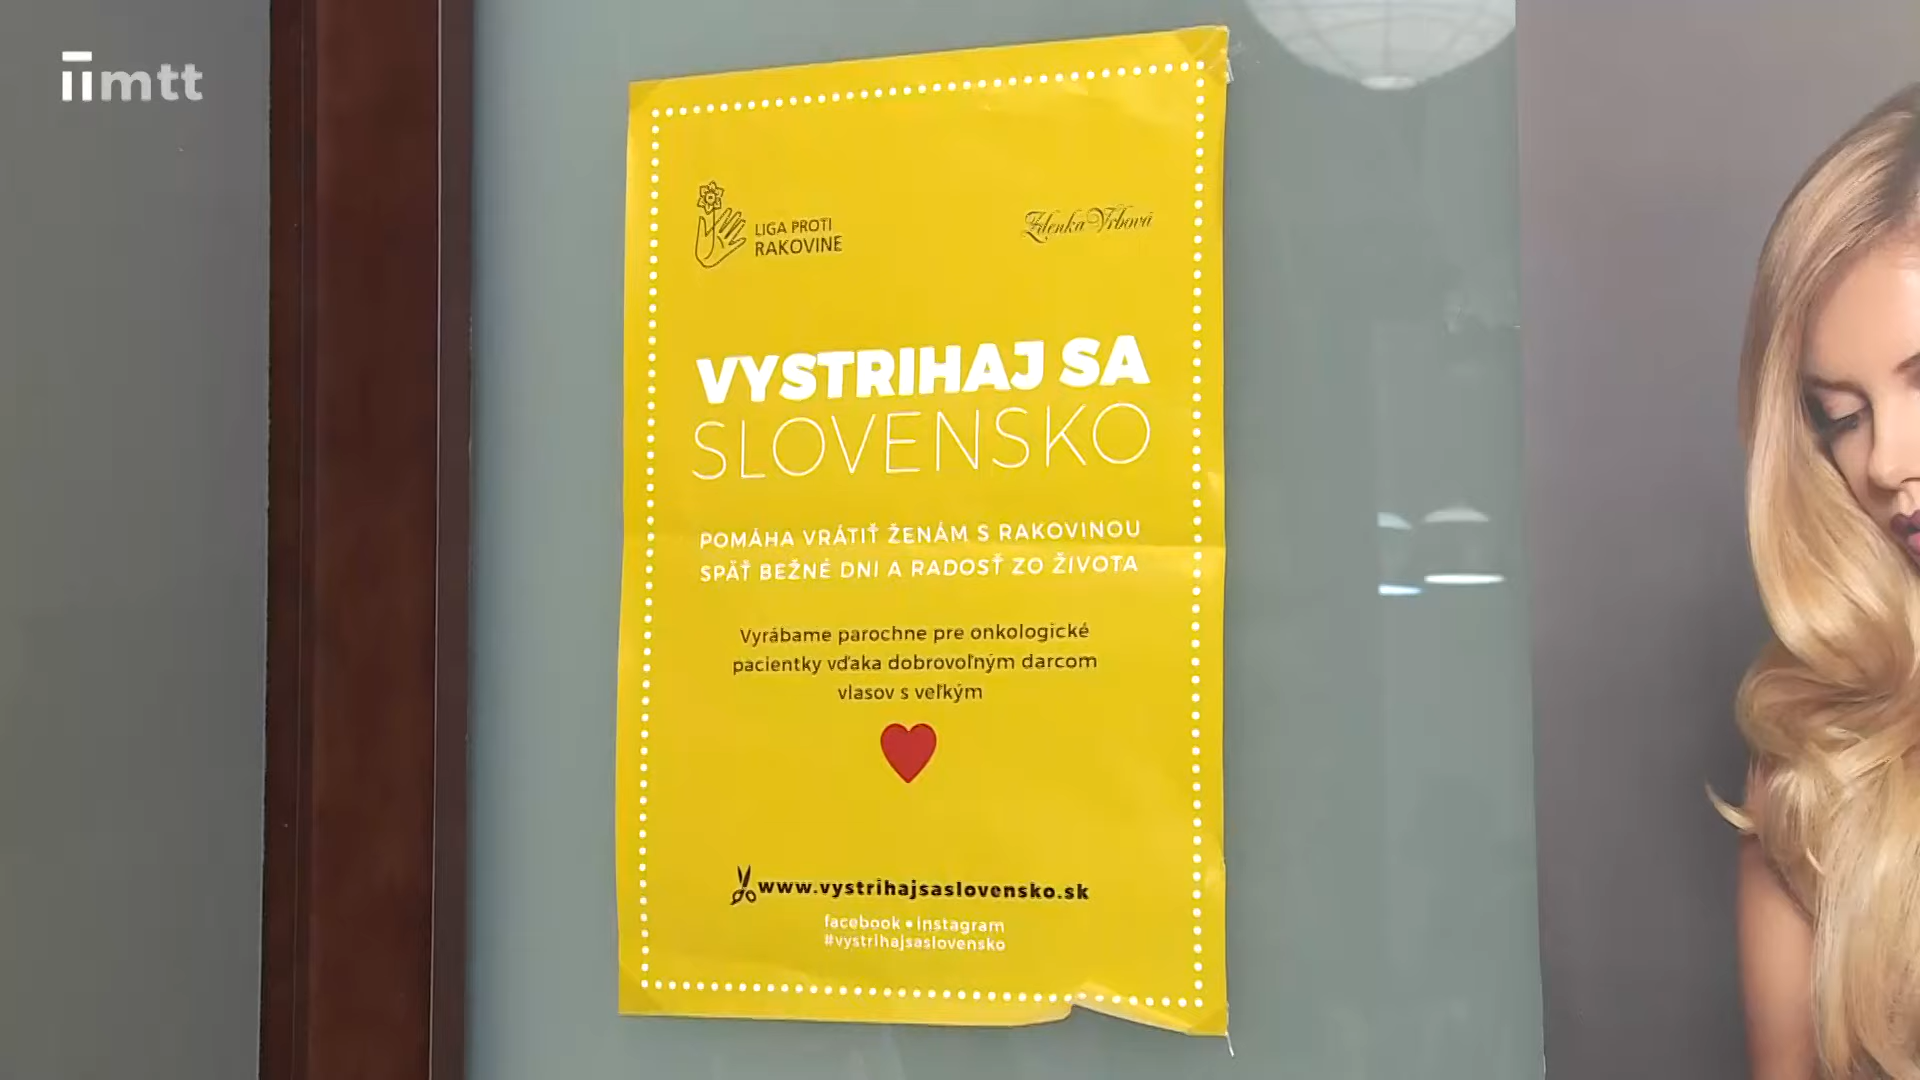 iimtt
LIGA PROTI
RAKOVINE
Zdenka Vrbová
VYSTRIHAJ SA
SLOVENSKO
POMÁHA VRÁTIŤ ŽENÁM S RAKOVINOU
SPÄŤ BEŽNÉ DNI A RADOSŤ ZO ŽIVOTA
Vyrábame parochne pre onkologické
pacientky vďaka dobrovoľným darcom
vlasov s veľkým
www.vystrihajsaslovensko.sk
facebook • instagram
#vystrihajsaslovensko